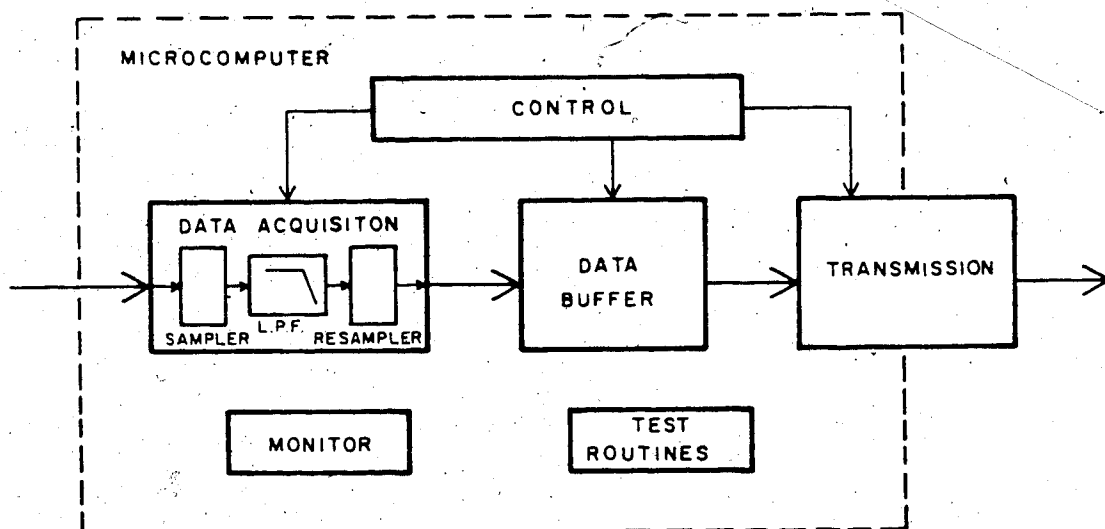 MICROCOMPUTER
CONTROL
DATA ACQUISITON
SAMPLER
L.P.F.
RESAMPLER
DATA
BUFFER
TRANSMISSION
MONITOR
TEST
ROUTINES